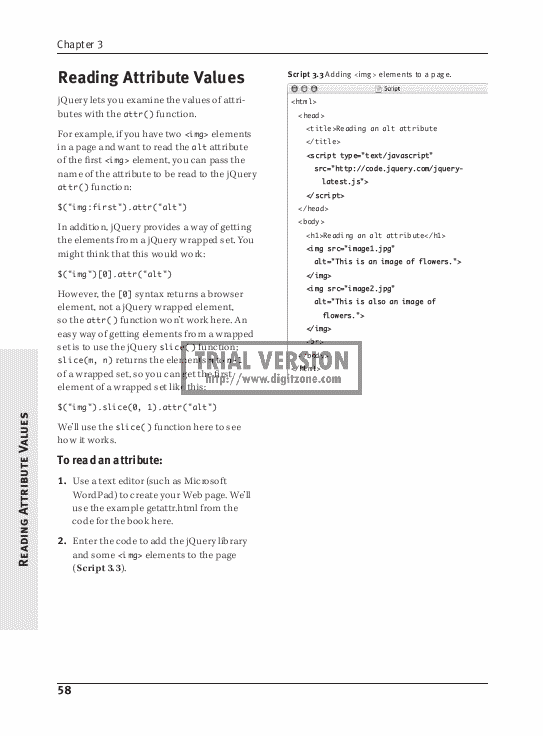 Chapter 3
Reading Attribute Values
jQuery lets you examine the values of attri-
butes with the attr() function.
For example, if you have two <img> elements
in a page and want to read the alt attribute
of the first <img> element, you can pass the
name of the attribute to be read to the jQuery
attr() function:
$("img:first").attr("alt")
In addition, jQuery provides a way of getting
the elements from a jQuery wrapped set. You
might think that this would work:
$("img")[0].attr("alt")
However, the [0] syntax returns a browser
element, not a jQuery wrapped element,
so the attr() function won't work here. An
easy way of getting elements from a wrapped
set is to use the jQuery slice() function;
slice(m, n) returns the elements m to n-1
of a wrapped set, so you can get the first
element of a wrapped set like this:
$("img").slice(0, 1).attr("alt")
We'll use the slice() function here to see
how it works.
To read an attribute:
1. Use a text editor (such as Microsoft
WordPad) to create your Web page. We'll
use the example getattr.html from the
code for the book here.
2. Enter the code to add the jQuery library
and some <img> elements to the page
(Script 3.3).
Script 3.3 Adding <img> elements to a page.
Script
<html>
<head>
<title>Reading an alt attribute
</title>
<script type="text/javascript"
src="http://code.jquery.com/jquery-
latest.js">
</script>
</head>
<body>
<h1>Reading an alt attribute</h1>
<img src="image1.jpg"
alt="This is an image of flowers.">
</img>
<img src="image2.jpg"
alt="This is also an image of
flowers.">
</img>
<br>
</body>
</html>
TRIAL VERSION
http://www.digitzone.com
Reading Attribute Values
58